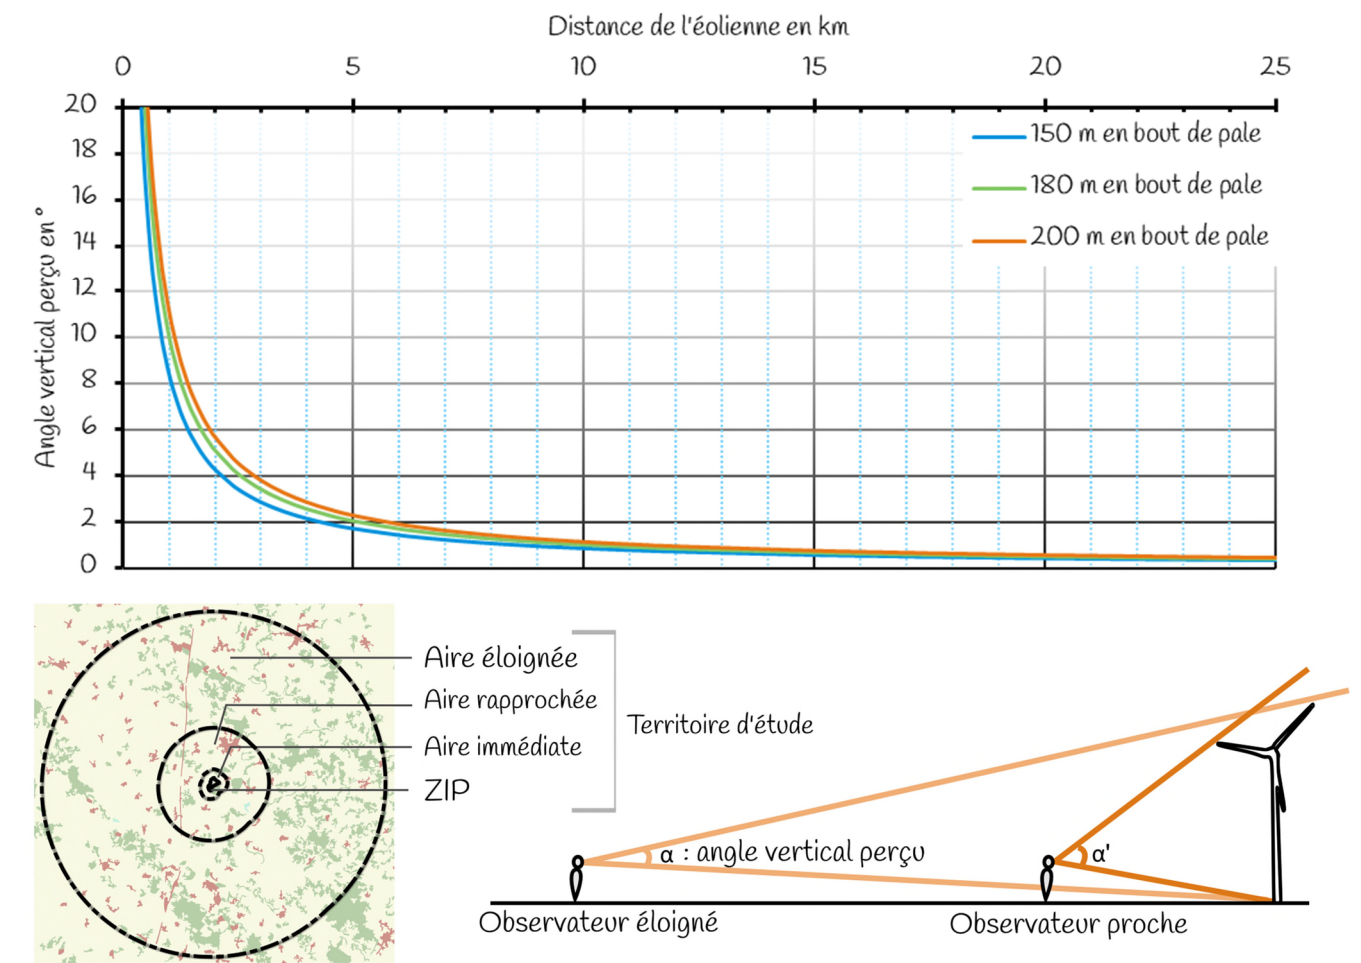 Distance de l'éolienne en km
0 5 10 15 20 25
20
18
16
14
12
10
8
6
4
2
0
Angle vertical perçu en °
150 m en bout de pale
180 m en bout de pale
200 m en bout de pale
Aire éloignée
Aire rapprochée
Aire immédiate
ZIP
Territoire d'étude
α : angle vertical perçu
α'
Observateur éloigné
Observateur proche